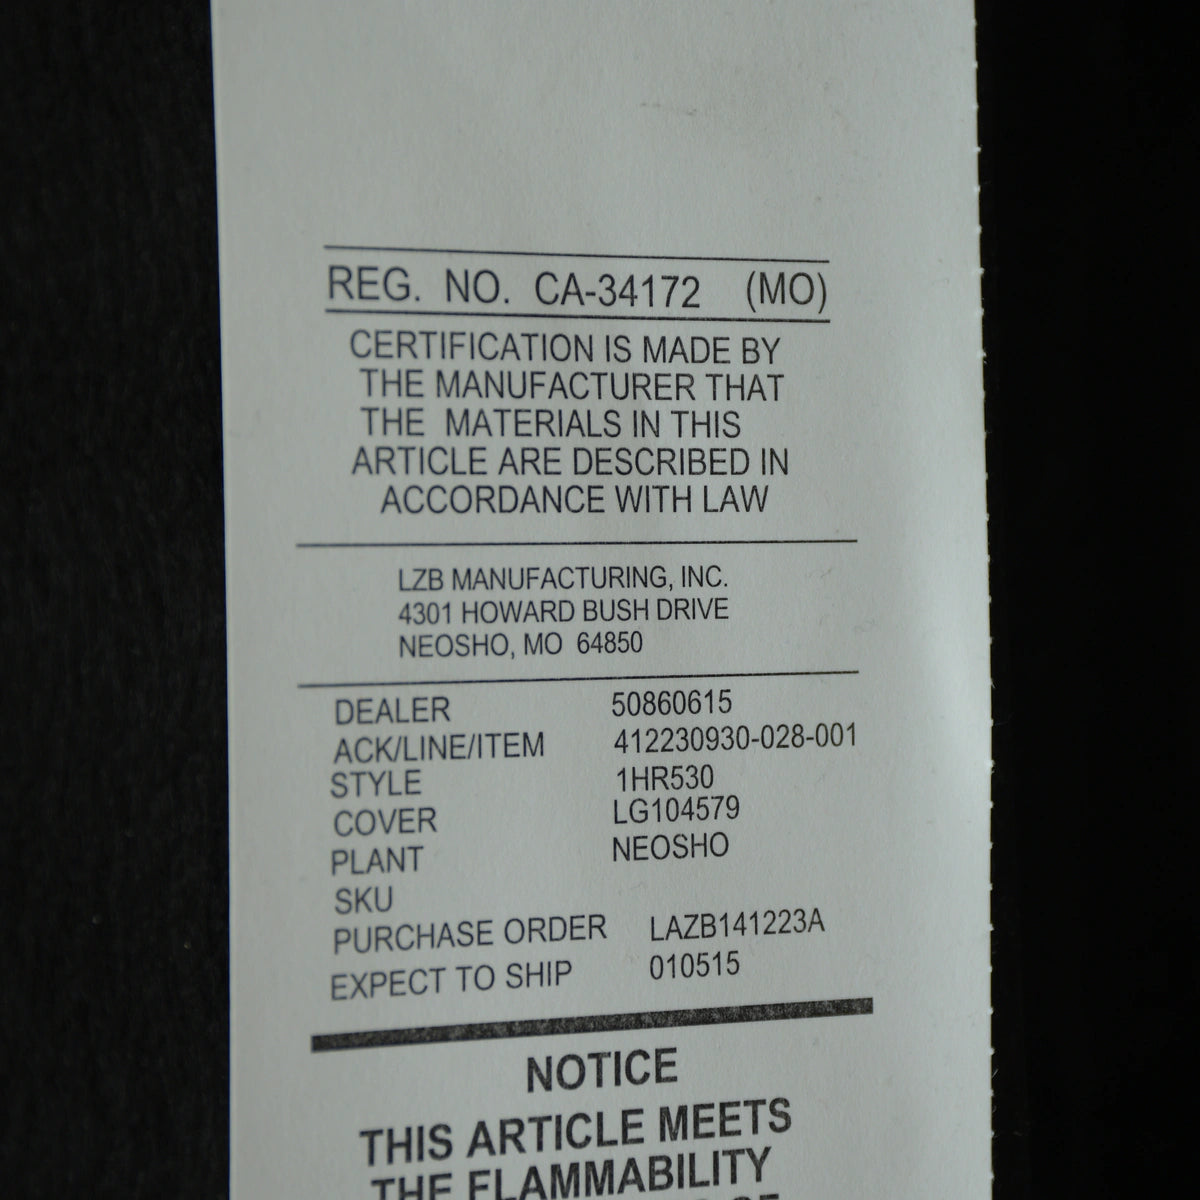 REG. NO. CA-34172 (MO)
CERTIFICATION IS MADE BY
THE MANUFACTURER THAT
THE MATERIALS IN THIS
ARTICLE ARE DESCRIBED IN
ACCORDANCE WITH LAW
LZB MANUFACTURING, INC.
4301 HOWARD BUSH DRIVE
NEOSHO, MO 64850
DEALER 50860615
ACK/LINE/ITEM 412230930-028-001
STYLE 1HR530
COVER LG104579
PLANT NEOSHO
SKU
PURCHASE ORDER LAZB141223A
EXPECT TO SHIP 010515
NOTICE
THIS ARTICLE MEETS
THE FLAMMABILITY